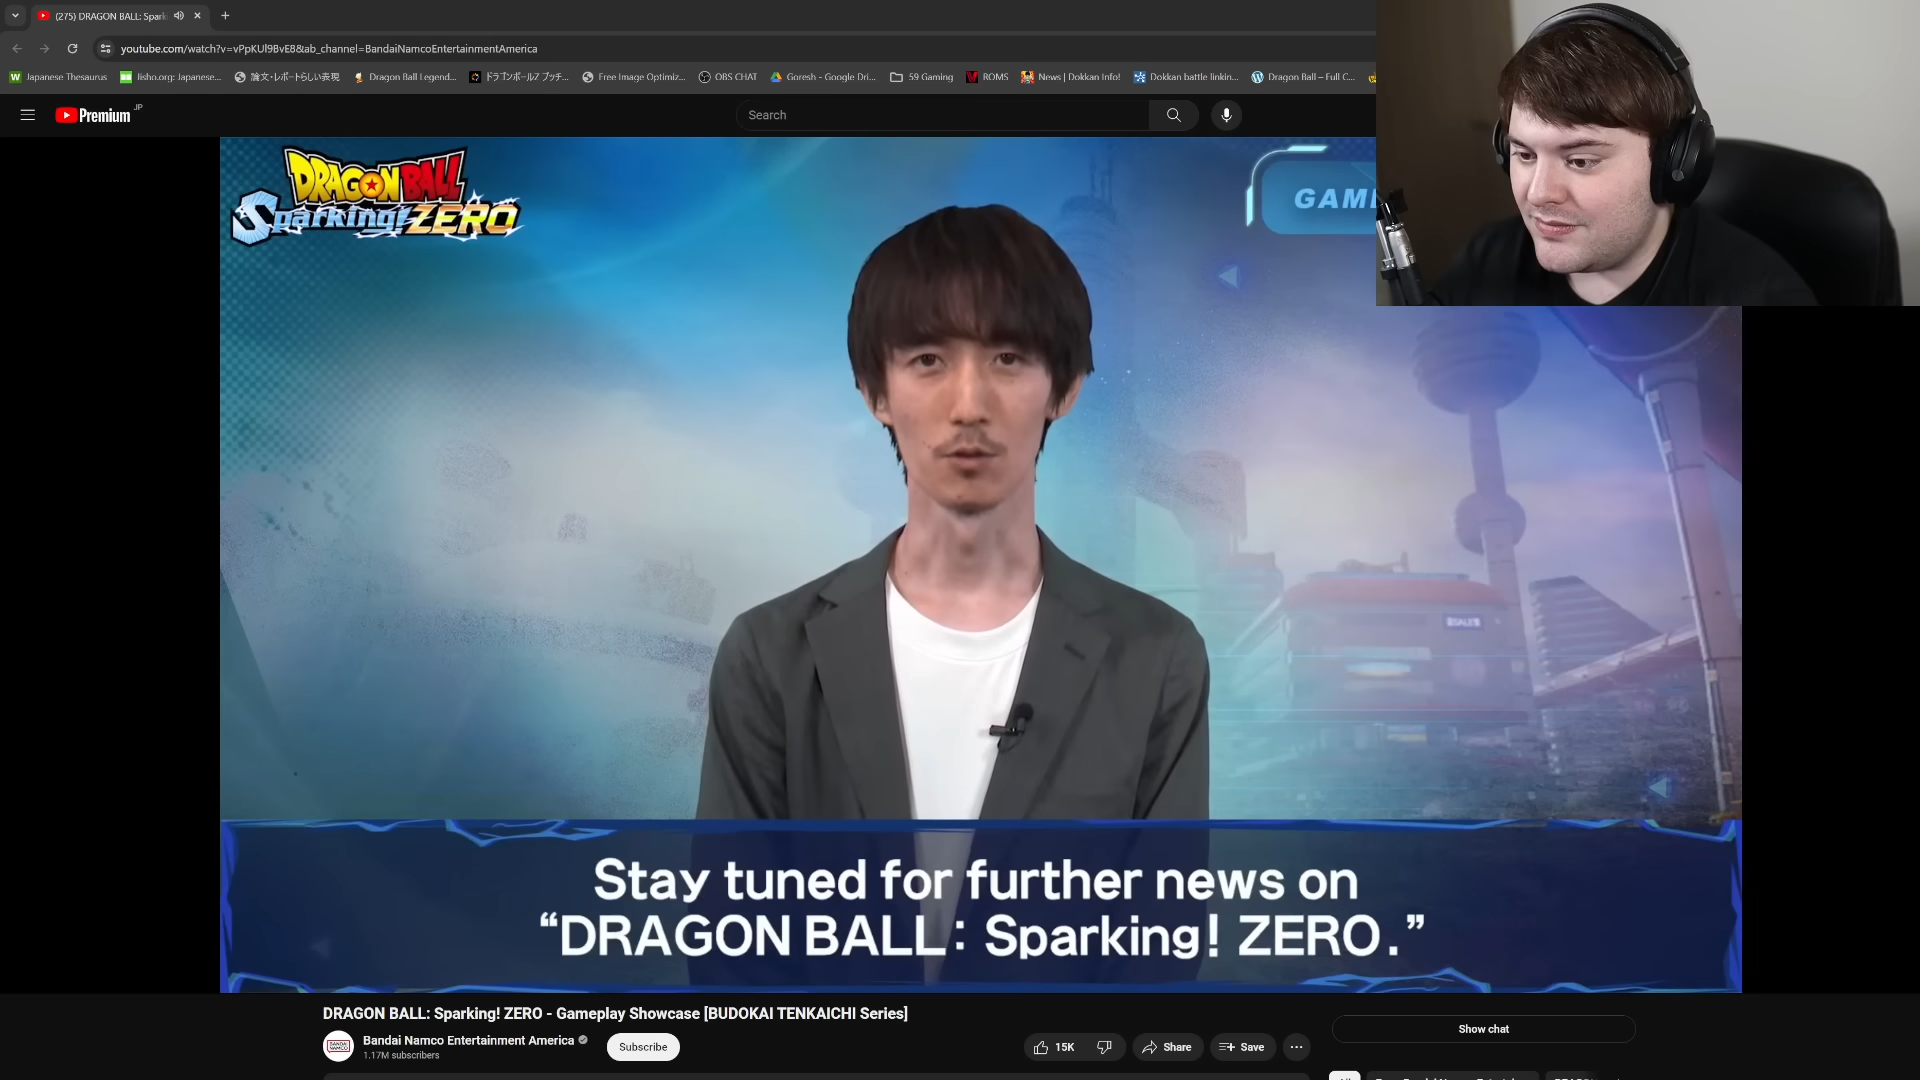 (275) DRAGON BALL: Spark
youtube.com/watch?v=vPpKUl9BvE8&ab_channel=BandaiNamcoEntertainmentAmerica
Japanese Thesaurus
Jisho.org: Japanese...
論文・レポートらしい表現
Dragon Ball Legend...
ドラゴンボールZ ブッチ...
Free Image Optimiz...
OBS CHAT
Goresh - Google Dri...
59 Gaming
ROMS
News | Dokkan Info!
Dokkan battle linkin...
Dragon Ball – Full C...
Premium JP
Search
DRAGON BALL
Sparking! ZERO
GAM
SALE
Stay tuned for further news on
“DRAGON BALL: Sparking! ZERO.”
DRAGON BALL: Sparking! ZERO - Gameplay Showcase [BUDOKAI TENKAICHI Series]
BANDAI NAMCO
Bandai Namco Entertainment America
1.17M subscribers
Subscribe
15K
Share
Save
Show chat